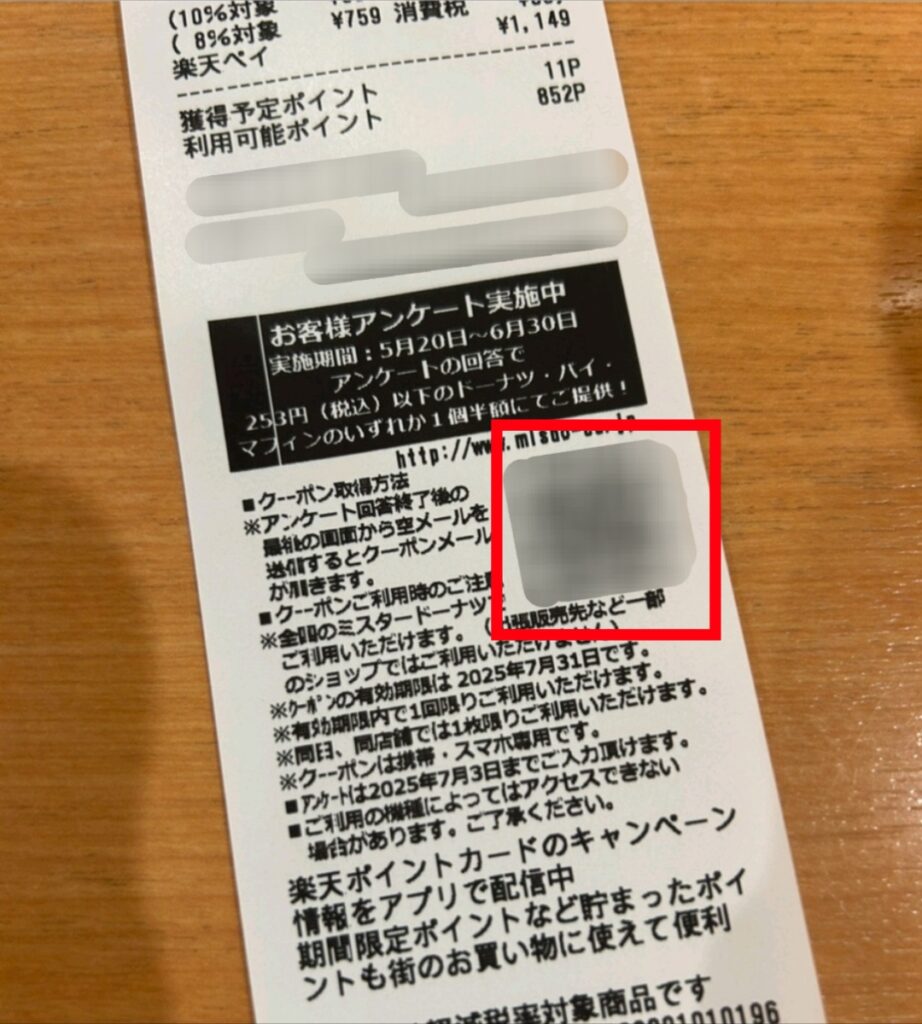 (10%対象
( 8%対象 ¥759 消費税
楽天ペイ ¥1,149
獲得予定ポイント 11P
利用可能ポイント 852P
お客様アンケート実施中
実施期間：5月20日～6月30日
アンケートの回答で
253円（税込）以下のドーナツ・パイ・
マフィンのいずれか１個半額にてご提供！
http://www.
■クーポン取得方法
※アンケート回答終了後の
最後の画面から空メールを
送信するとクーポンメール
が届きます。
■クーポンご利用時のご注意
※全国のミスタードーナツで
ご利用いただけます。（出張販売先など一部
のショップではご利用いただけません）
※クーポンの有効期限は 2025年7月31日です。
※有効期限内で1回限りご利用いただけます。
※同日、同店舗では1枚限りご利用いただけます。
※クーポンは携帯・スマホ専用です。
■アンケートは2025年7月3日までご入力頂けます。
■ご利用の機種によってはアクセスできない
場合があります。ご了承ください。
楽天ポイントカードのキャンペーン
情報をアプリで配信中
期間限定ポイントなど貯まったポイ
ントも街のお買い物に使えて便利
軽減税率対象商品です